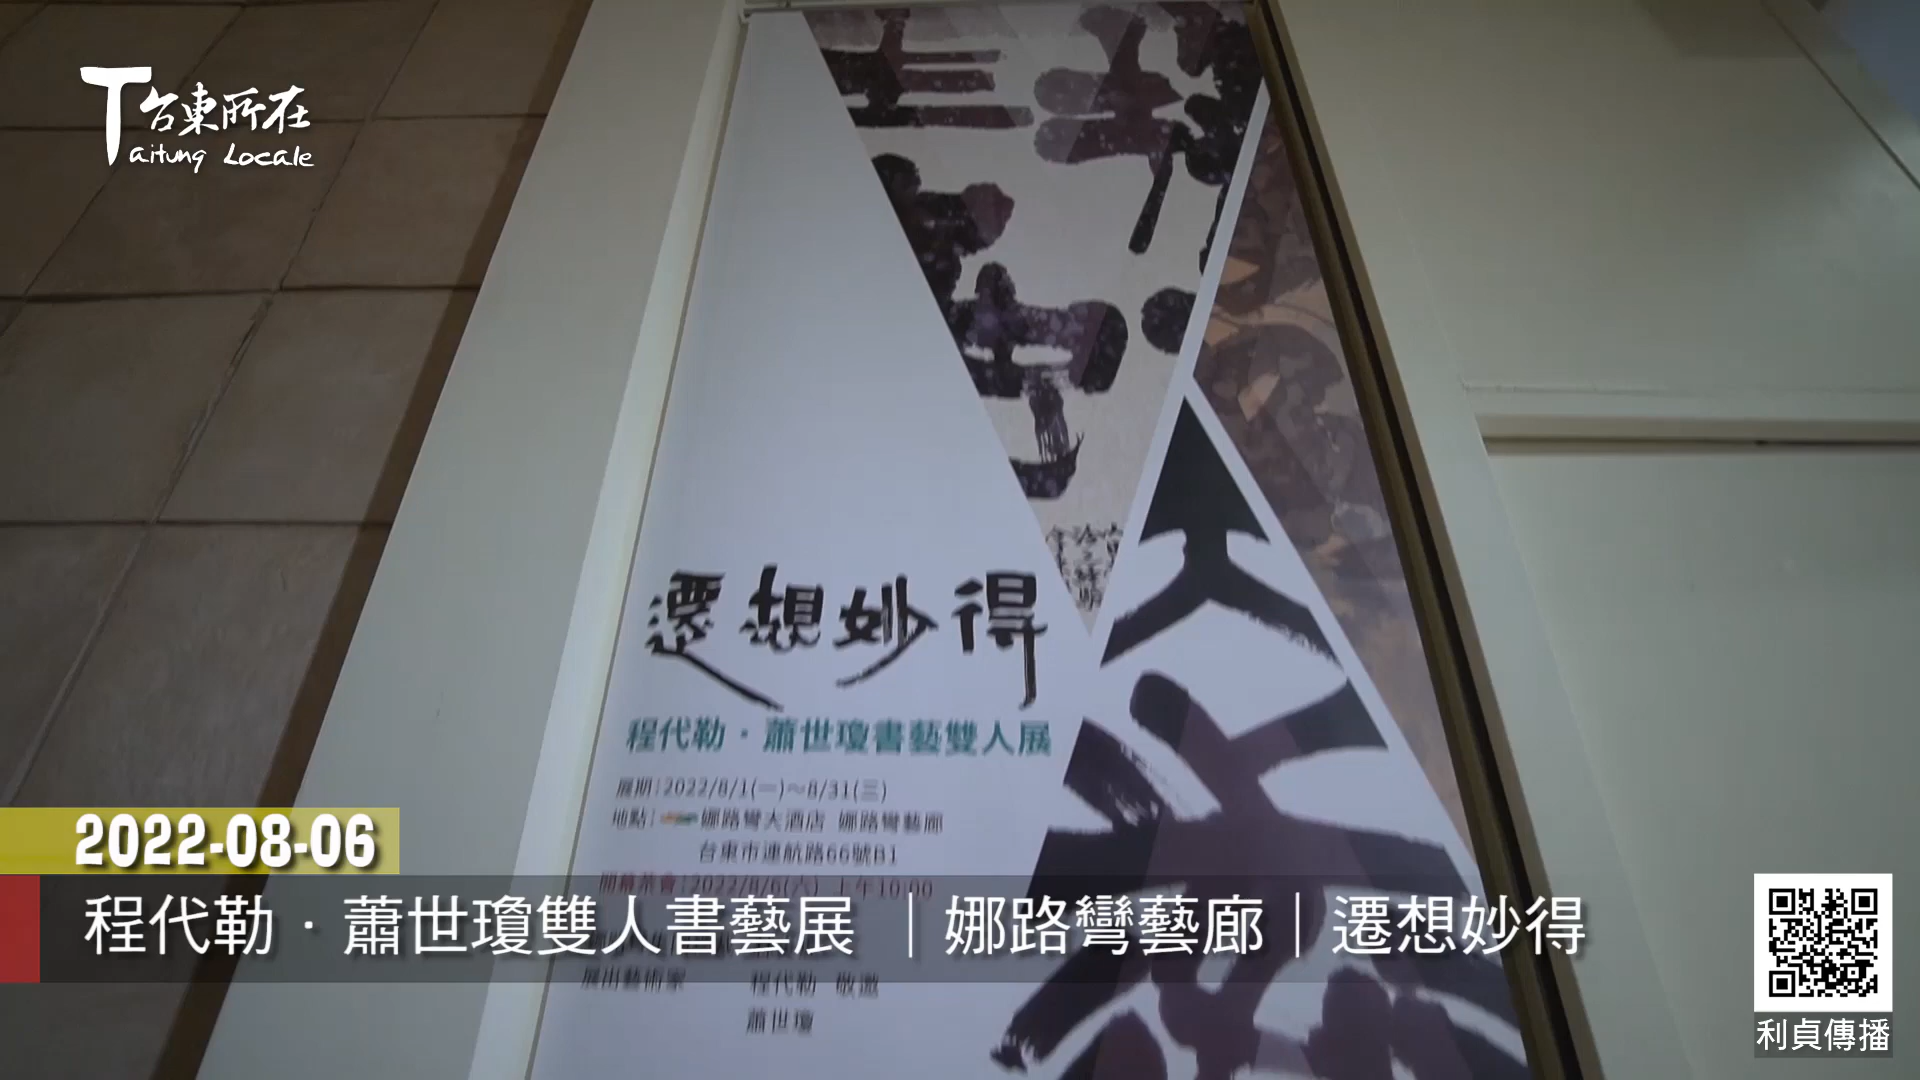 台東所在
Taitung Locale
遷想妙得
程代勒・蕭世瓊書藝雙人展
展期:2022/8/1(一)~8/31(三)
地點: 娜路彎大酒店 娜路彎藝廊
台東市連航路66號B1
開幕茶會:2022/8/6(六) 上午10:00
展出藝術家
程代勒 敬邀
蕭世瓊
2022-08-06
程代勒・蕭世瓊雙人書藝展 | 娜路彎藝廊 | 遷想妙得
利貞傳播